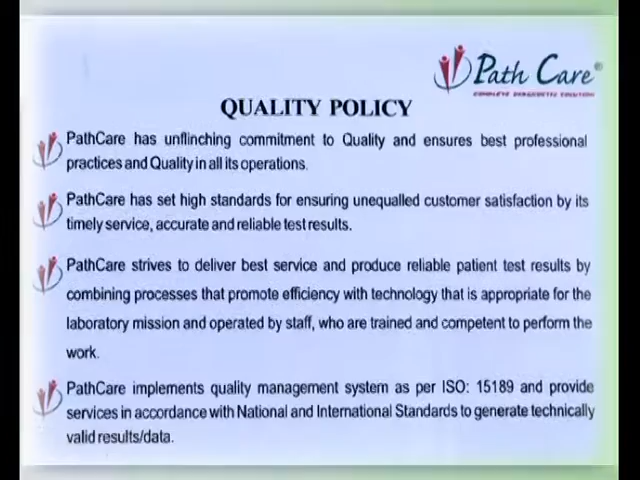 Path Care®
COMPLETE DIAGNOSTIC SOLUTION
QUALITY POLICY
PathCare has unflinching commitment to Quality and ensures best professional
practices and Quality in all its operations.
PathCare has set high standards for ensuring unequalled customer satisfaction by its
timely service, accurate and reliable test results.
PathCare strives to deliver best service and produce reliable patient test results by
combining processes that promote efficiency with technology that is appropriate for the
laboratory mission and operated by staff, who are trained and competent to perform the
work.
PathCare implements quality management system as per ISO: 15189 and provide
services in accordance with National and International Standards to generate technically
valid results/data.